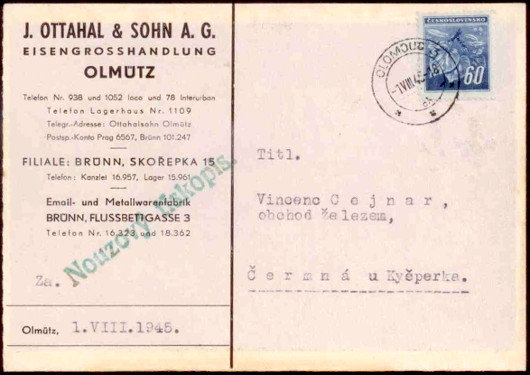 J. OTTAHAL & SOHN A. G.
EISENGROSSHANDLUNG
OLMÜTZ
Telefon Nr. 938 und 1052 loco und 78 Interurban
Telefon Lagerhaus Nr. 1109
Telegr.-Adresse: Ottahalsohn Olmütz
Postsp.-Konto Prag 6567, Brünn 101.247
FILIALE: BRÜNN, SKOŘEPKA 15
Telefon: Kanzlei 16.957, Lager 15.961
Email- und Metallwarenfabrik
BRÜNN, FLUSSBETTGASSE 3
Telefon Nr. 16.323 und 18.362
Nouzový tiskopis.
Za.
Olmütz, 1.VIII.1945.
ČESKOSLOVENSKO
60
OLOMOUC
Titl.
Vincenc Cejnar,
obchod železem,
Čermná u Kyšperka.